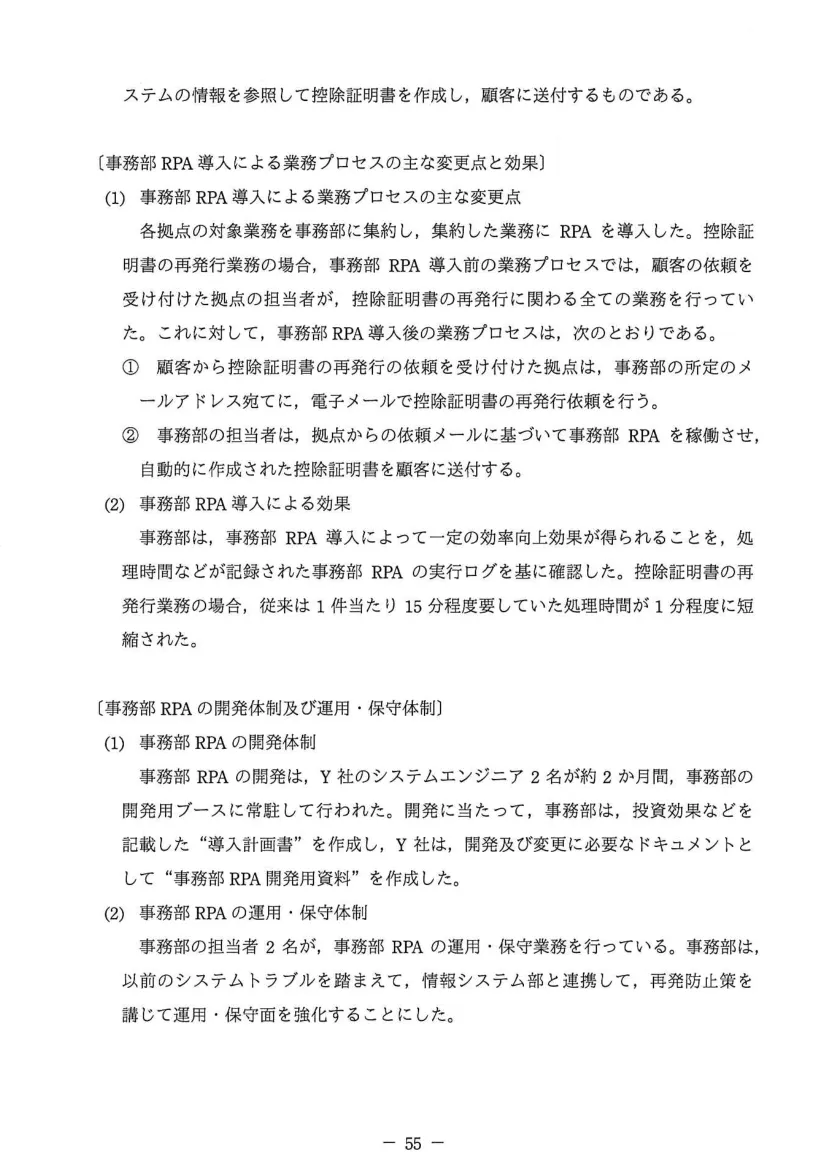 ステムの情報を参照して控除証明書を作成し，顧客に送付するものである。
〔事務部 RPA 導入による業務プロセスの主な変更点と効果〕
(1) 事務部 RPA 導入による業務プロセスの主な変更点
各拠点の対象業務を事務部に集約し，集約した業務に RPA を導入した。控除証
明書の再発行業務の場合，事務部 RPA 導入前の業務プロセスでは，顧客の依頼を
受け付けた拠点の担当者が，控除証明書の再発行に関わる全ての業務を行ってい
た。これに対して，事務部 RPA 導入後の業務プロセスは，次のとおりである。
① 顧客から控除証明書の再発行の依頼を受け付けた拠点は，事務部の所定のメ
ールアドレス宛てに，電子メールで控除証明書の再発行依頼を行う。
② 事務部の担当者は，拠点からの依頼メールに基づいて事務部 RPA を稼働させ，
自動的に作成された控除証明書を顧客に送付する。
(2) 事務部 RPA 導入による効果
事務部は，事務部 RPA 導入によって一定の効率向上効果が得られることを，処
理時間などが記録された事務部 RPA の実行ログを基に確認した。控除証明書の再
発行業務の場合，従来は 1 件当たり 15 分程度要していた処理時間が 1 分程度に短
縮された。
〔事務部 RPA の開発体制及び運用・保守体制〕
(1) 事務部 RPA の開発体制
事務部 RPA の開発は，Y 社のシステムエンジニア 2 名が約 2 か月間，事務部の
開発用ブースに常駐して行われた。開発に当たって，事務部は，投資効果などを
記載した“導入計画書”を作成し，Y 社は，開発及び変更に必要なドキュメントと
して“事務部 RPA 開発用資料”を作成した。
(2) 事務部 RPA の運用・保守体制
事務部の担当者 2 名が，事務部 RPA の運用・保守業務を行っている。事務部は，
以前のシステムトラブルを踏まえて，情報システム部と連携して，再発防止策を
講じて運用・保守面を強化することにした。
－ 55 －